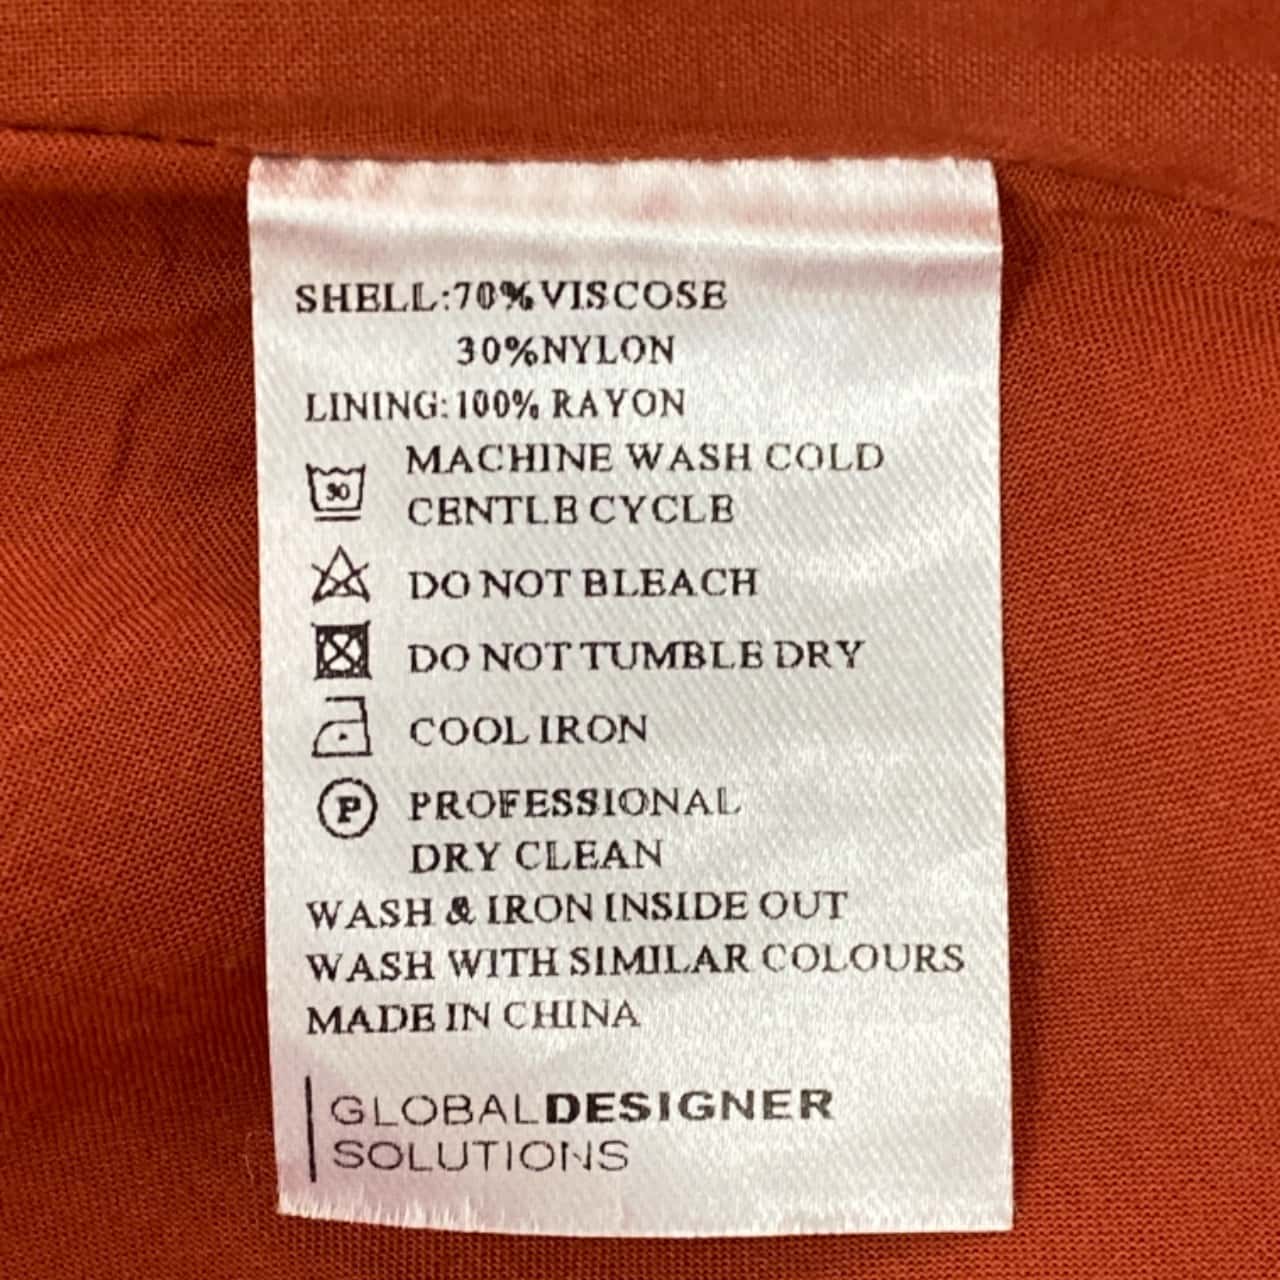 SHELL:70%VISCOSE
30%NYLON
LINING:100% RAYON
30
MACHINE WASH COLD
CENTLE CYCLE
DO NOT BLEACH
DO NOT TUMBLE DRY
COOL IRON
P
PROFESSIONAL
DRY CLEAN
WASH & IRON INSIDE OUT
WASH WITH SIMILAR COLOURS
MADE IN CHINA
GLOBALDESIGNER
SOLUTIONS